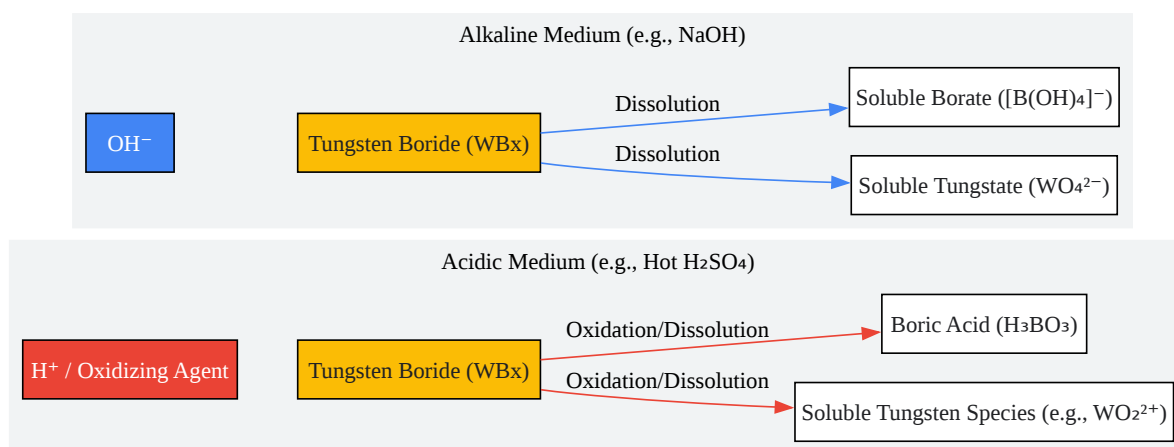 Alkaline Medium (e.g., NaOH)
OH⁻
Tungsten Boride (WBx)
Dissolution
Dissolution
Soluble Borate ([B(OH)₄]⁻)
Soluble Tungstate (WO₄²⁻)
Acidic Medium (e.g., Hot H₂SO₄)
H⁺ / Oxidizing Agent
Tungsten Boride (WBx)
Oxidation/Dissolution
Oxidation/Dissolution
Boric Acid (H₃BO₃)
Soluble Tungsten Species (e.g., WO₂²⁺)